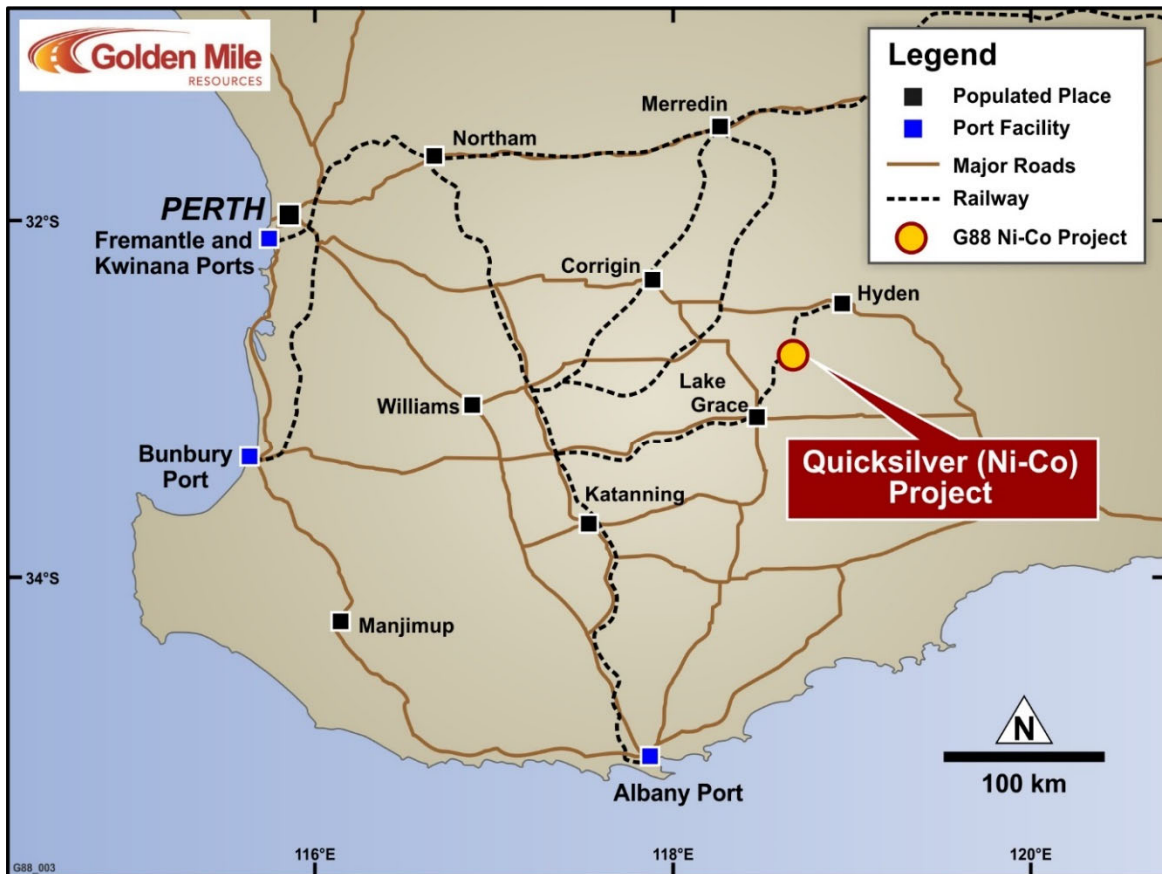 Golden Mile
RESOURCES
Legend
Populated Place
Port Facility
Major Roads
Railway
G88 Ni-Co Project
Merredin
Northam
PERTH
32°S
Fremantle and
Kwinana Ports
Corrigin
Hyden
Lake
Grace
Williams
Bunbury
Port
Quicksilver (Ni-Co)
Project
Katanning
34°S
Manjimup
N
100 km
Albany Port
116°E
118°E
120°E
G88_003